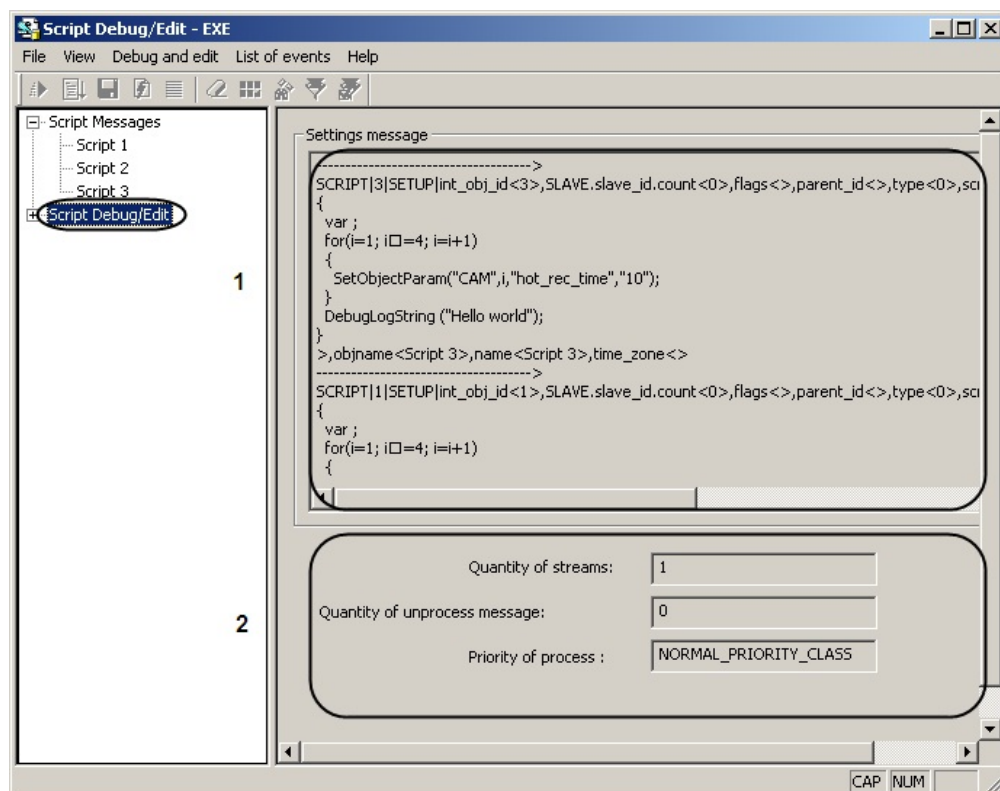 Script Debug/Edit - EXE
File View Debug and edit List of events Help
Script Messages
Script 1
Script 2
Script 3
Script Debug/Edit
1
2
Settings message
---------------------------------->
SCRIPT|3|SETUP|int_obj_id<3>,SLAVE.slave_id.count<0>,flags<>,parent_id<>,type<0>,scr
{
var ;
for(i=1; i□=4; i=i+1)
{
SetObjectParam("CAM",i,"hot_rec_time","10");
}
DebugLogString ("Hello world");
}
>,objname<Script 3>,name<Script 3>,time_zone<>
---------------------------------->
SCRIPT|1|SETUP|int_obj_id<1>,SLAVE.slave_id.count<0>,flags<>,parent_id<>,type<0>,scr
{
var ;
for(i=1; i□=4; i=i+1)
{
Quantity of streams: 1
Quantity of unprocess message: 0
Priority of process : NORMAL_PRIORITY_CLASS
CAP NUM